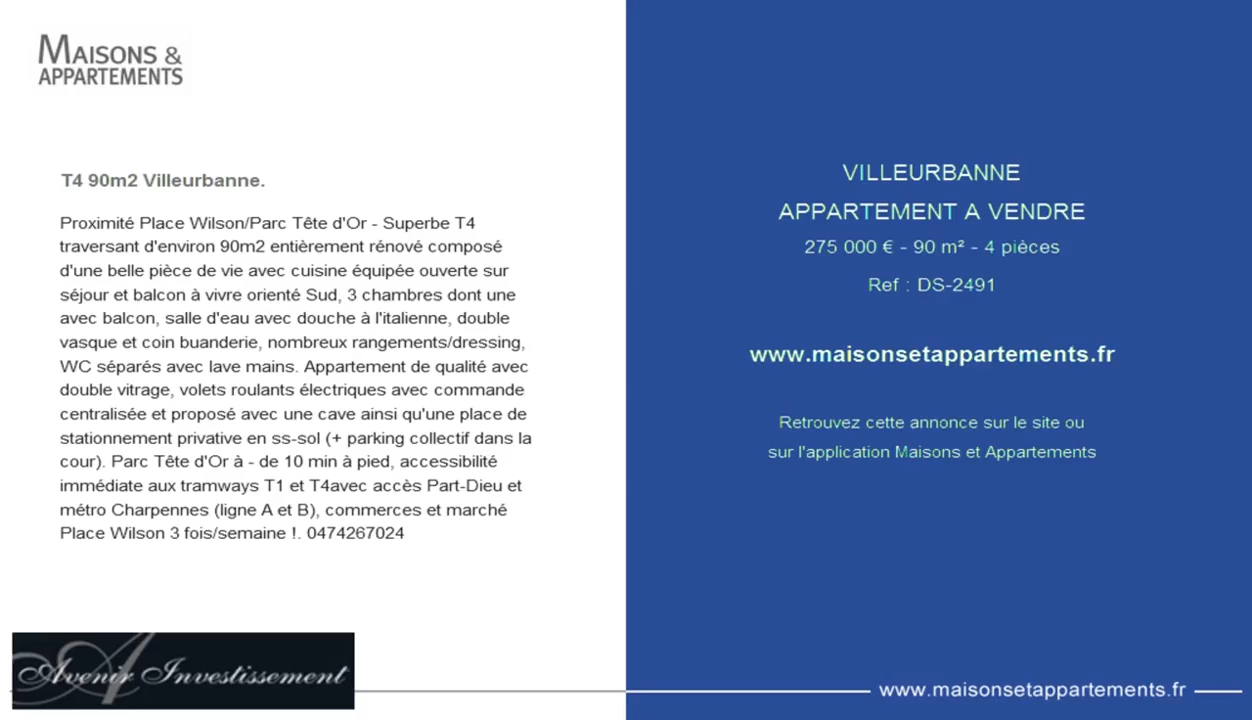 MAISONS &
APPARTEMENTS
T4 90m2 Villeurbanne.
Proximité Place Wilson/Parc Tête d'Or - Superbe T4
traversant d'environ 90m2 entièrement rénové composé
d'une belle pièce de vie avec cuisine équipée ouverte sur
séjour et balcon à vivre orienté Sud, 3 chambres dont une
avec balcon, salle d'eau avec douche à l'italienne, double
vasque et coin buanderie, nombreux rangements/dressing,
WC séparés avec lave mains. Appartement de qualité avec
double vitrage, volets roulants électriques avec commande
centralisée et proposé avec une cave ainsi qu'une place de
stationnement privative en ss-sol (+ parking collectif dans la
cour). Parc Tête d'Or à - de 10 min à pied, accessibilité
immédiate aux tramways T1 et T4avec accès Part-Dieu et
métro Charpennes (ligne A et B), commerces et marché
Place Wilson 3 fois/semaine !. 0474267024
Avenir Investissement
VILLEURBANNE
APPARTEMENT A VENDRE
275 000 € - 90 m² - 4 pièces
Ref : DS-2491
www.maisonsetappartements.fr
Retrouvez cette annonce sur le site ou
sur l'application Maisons et Appartements
www.maisonsetappartements.fr